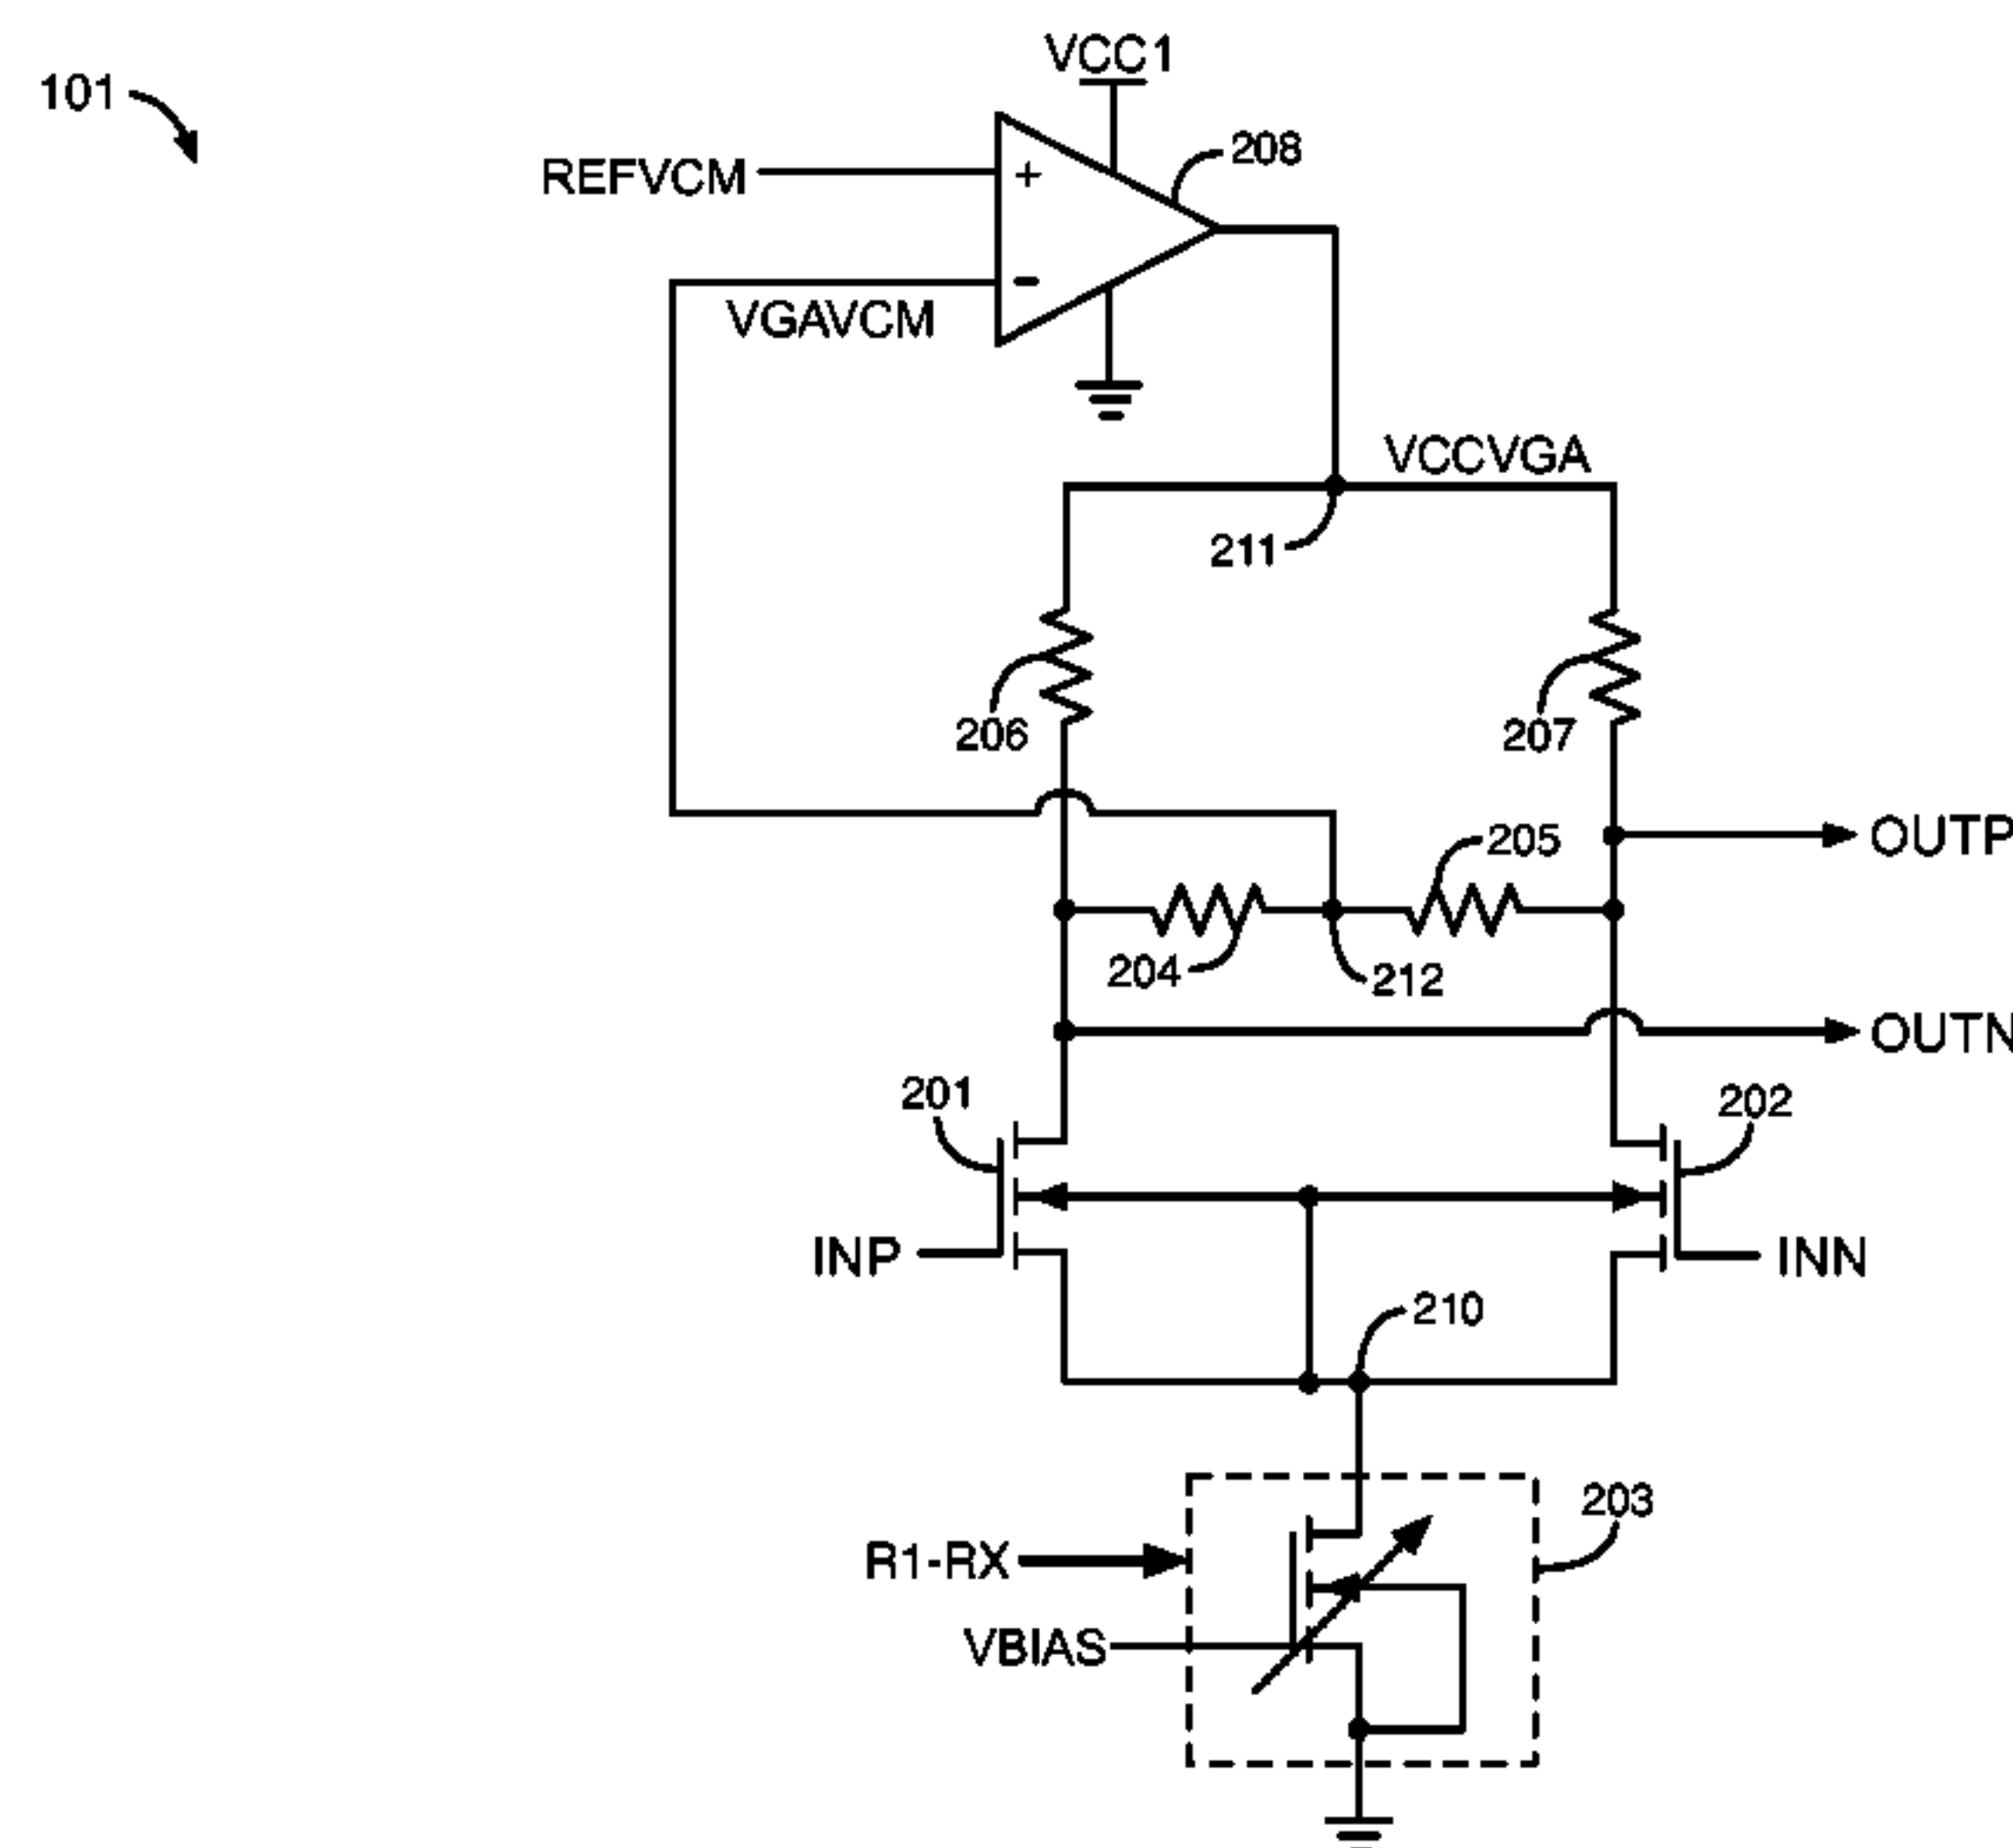 VCC1
101
208
REFVCM
+
-
VGAVCM
VCCVGA
211
206
207
205
OUTP
204
212
OUTN
201
202
INP
INN
210
203
R1-RX
VBIAS